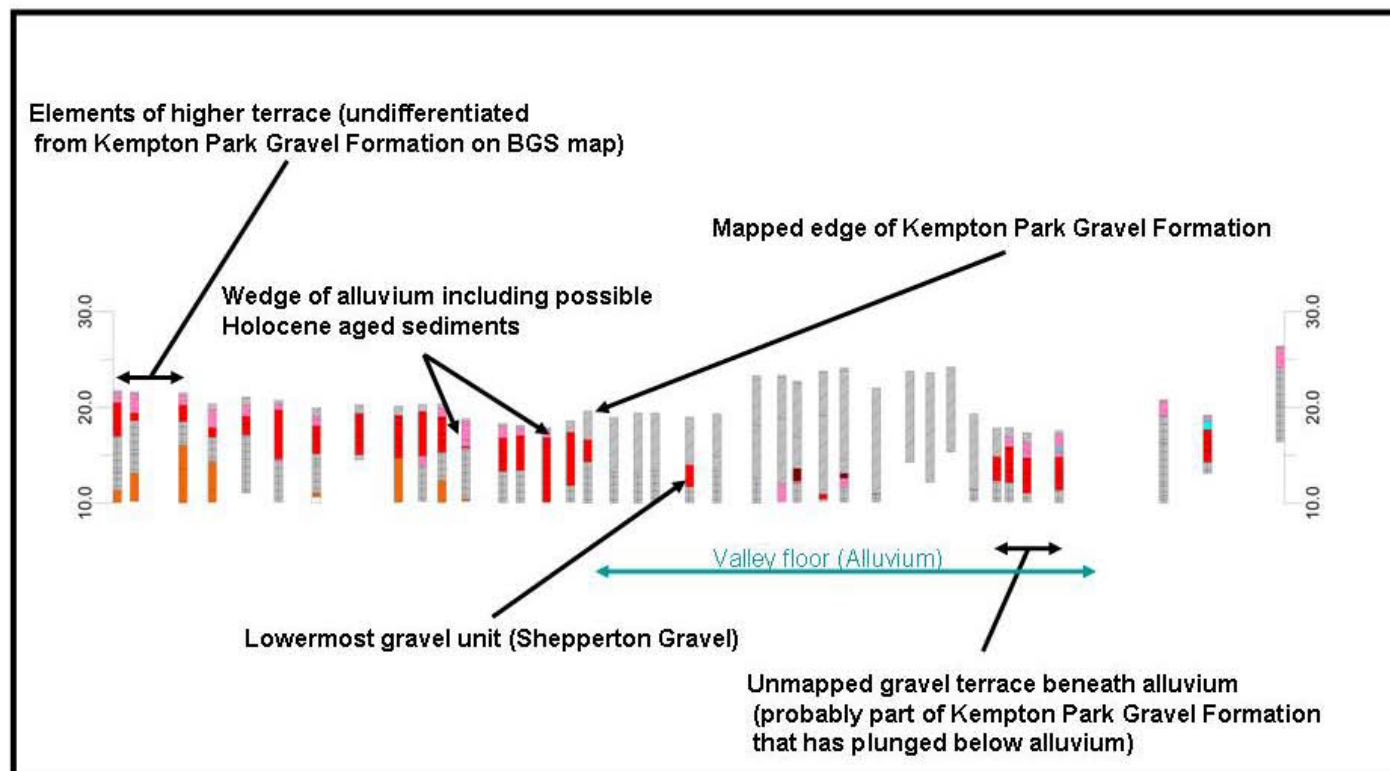 Elements of higher terrace (undifferentiated
from Kempton Park Gravel Formation on BGS map)
Mapped edge of Kempton Park Gravel Formation
Wedge of alluvium including possible
Holocene aged sediments
30.0
20.0
10.0
30.0
20.0
10.0
Valley floor (Alluvium)
Lowermost gravel unit (Shepperton Gravel)
Unmapped gravel terrace beneath alluvium
(probably part of Kempton Park Gravel Formation
that has plunged below alluvium)